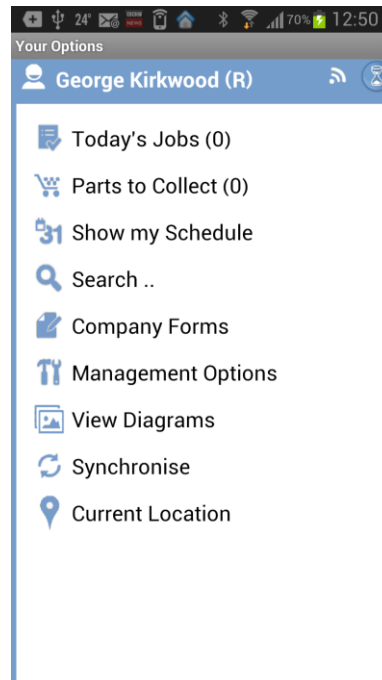 24° NEWS 70% 12:50
Your Options
George Kirkwood (R)
Today's Jobs (0)
Parts to Collect (0)
31 Show my Schedule
Search ..
Company Forms
Management Options
View Diagrams
Synchronise
Current Location